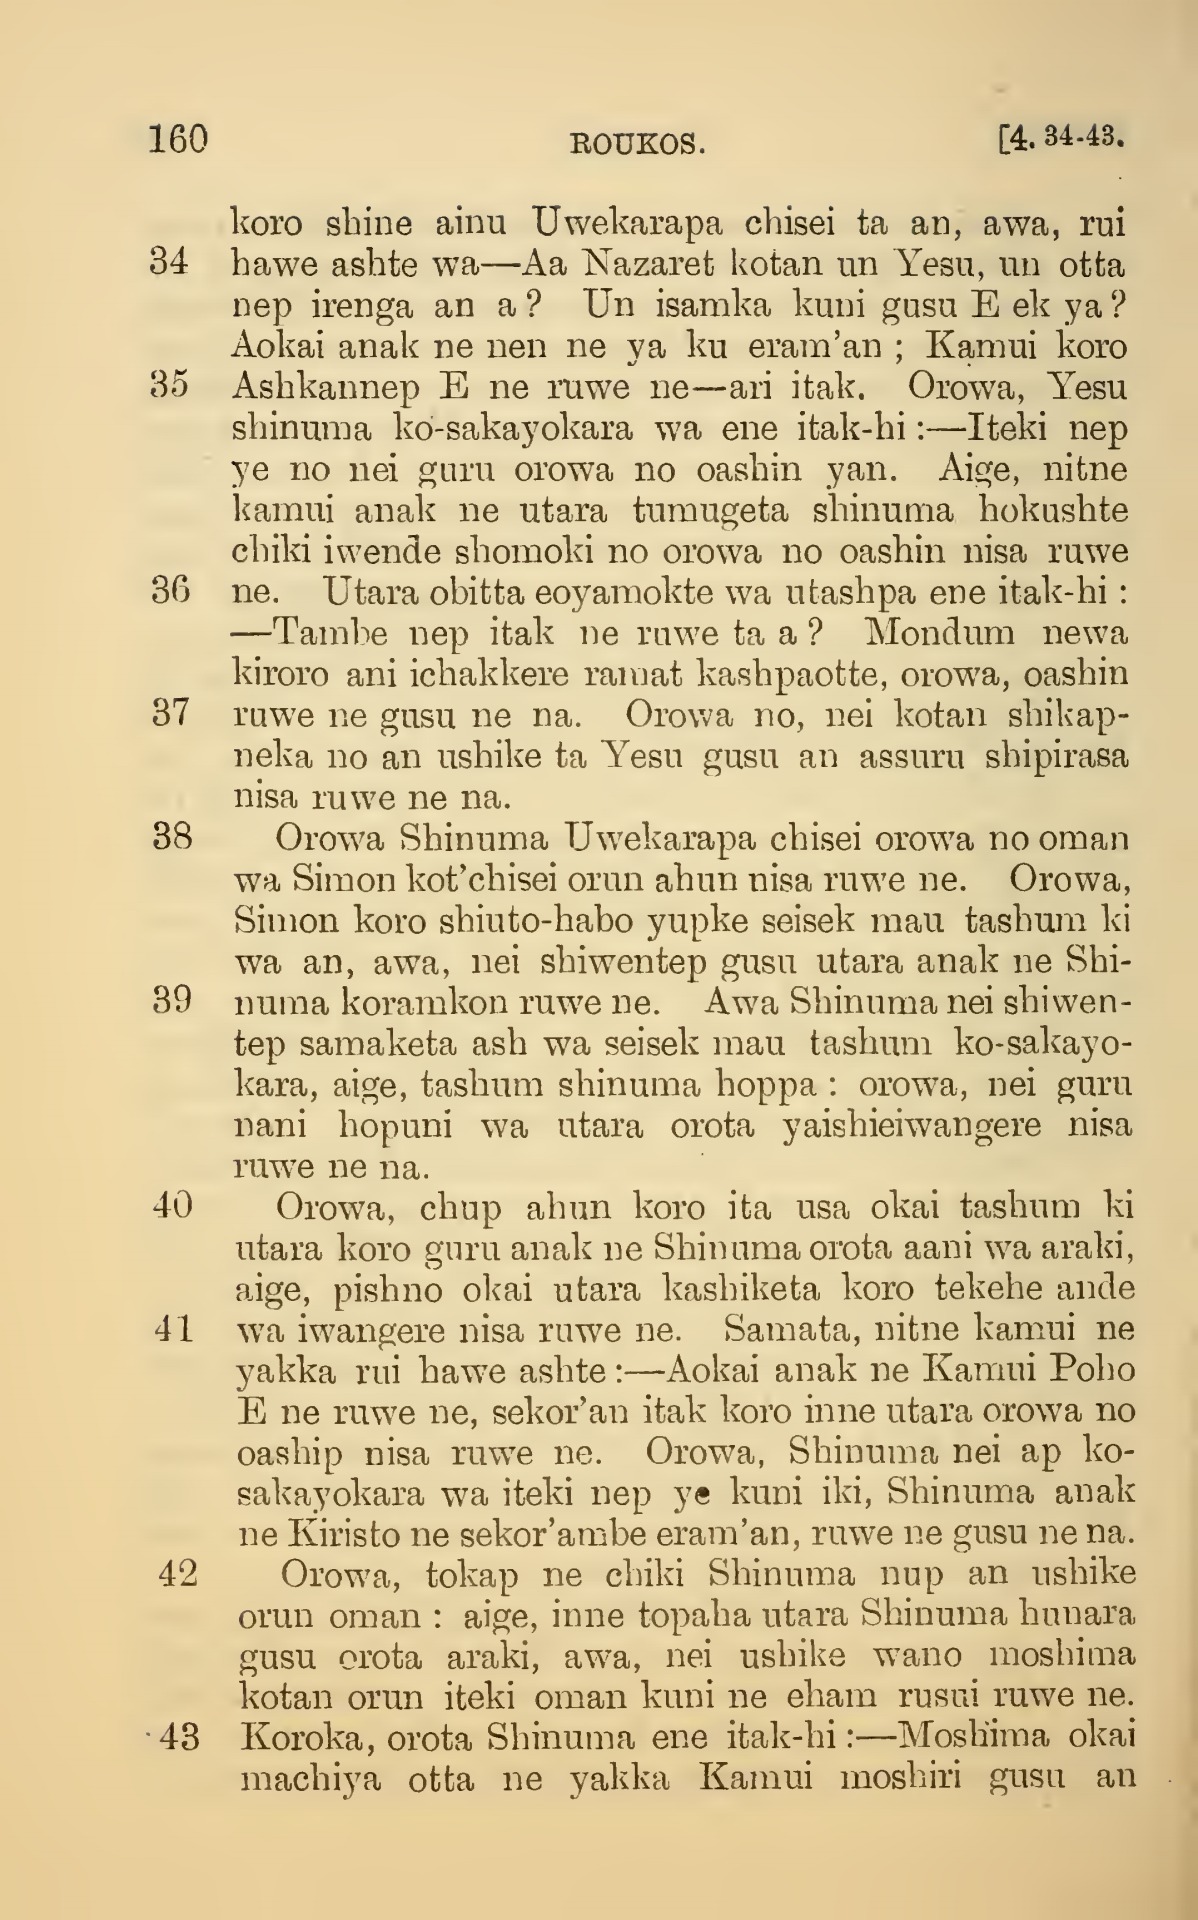 160 ROUKOS. [4. 34-43.
koro shine ainu Uwekarapa chisei ta an, awa, rui
34 hawe ashte wa—Aa Nazaret kotan un Yesu, un otta
nep irenga an a? Un isamka kuni gusu E ek ya?
Aokai anak ne nen ne ya ku eram'an; Kamui koro
35 Ashkannep E ne ruwe ne—ari itak. Orowa, Yesu
shinuma ko-sakayokara wa ene itak-hi:—Iteki nep
ye no nei guru orowa no oashin yan. Aige, nitne
kamui anak ne utara tumugeta shinuma hokushte
chiki iwende shomoki no orowa no oashin nisa ruwe
36 ne. Utara obitta eoyamokte wa utashpa ene itak-hi:
—Tambe nep itak ne ruwe ta a? Mondum newa
kiroro ani ichakkere ramat kashpaotte, orowa, oashin
37 ruwe ne gusu ne na. Orowa no, nei kotan shikap-
neka no an ushike ta Yesu gusu an assuru shipirasa
nisa ruwe ne na.
38 Orowa Shinuma Uwekarapa chisei orowa no oman
wa Simon kot'chisei orun ahun nisa ruwe ne. Orowa,
Simon koro shiuto-habo yupke seisek mau tashum ki
wa an, awa, nei shiwentep gusu utara anak ne Shi-
39 numa koramkon ruwe ne. Awa Shinuma nei shiwen-
tep samaketa ash wa seisek mau tashum ko-sakayo-
kara, aige, tashum shinuma hoppa: orowa, nei guru
nani hopuni wa utara orota yaishieiwangere nisa
ruwe ne na.
40 Orowa, chup ahun koro ita usa okai tashum ki
utara koro guru anak ne Shinuma orota aani wa araki,
aige, pishno okai utara kashiketa koro tekehe ande
41 wa iwangere nisa ruwe ne. Samata, nitne kamui ne
yakka rui hawe ashte:—Aokai anak ne Kamui Poho
E ne ruwe ne, sekor'an itak koro inne utara orowa no
oaship nisa ruwe ne. Orowa, Shinuma nei ap ko-
sakayokara wa iteki nep ye kuni iki, Shinuma anak
ne Kiristo ne sekor'ambe eram'an, ruwe ne gusu ne na.
42 Orowa, tokap ne chiki Shinuma nup an ushike
orun oman: aige, inne topaha utara Shinuma hunara
gusu orota araki, awa, nei ushike wano moshima
kotan orun iteki oman kuni ne eham rusui ruwe ne.
43 Koroka, orota Shinuma ene itak-hi:—Moshima okai
machiya otta ne yakka Kamui moshiri gusu an